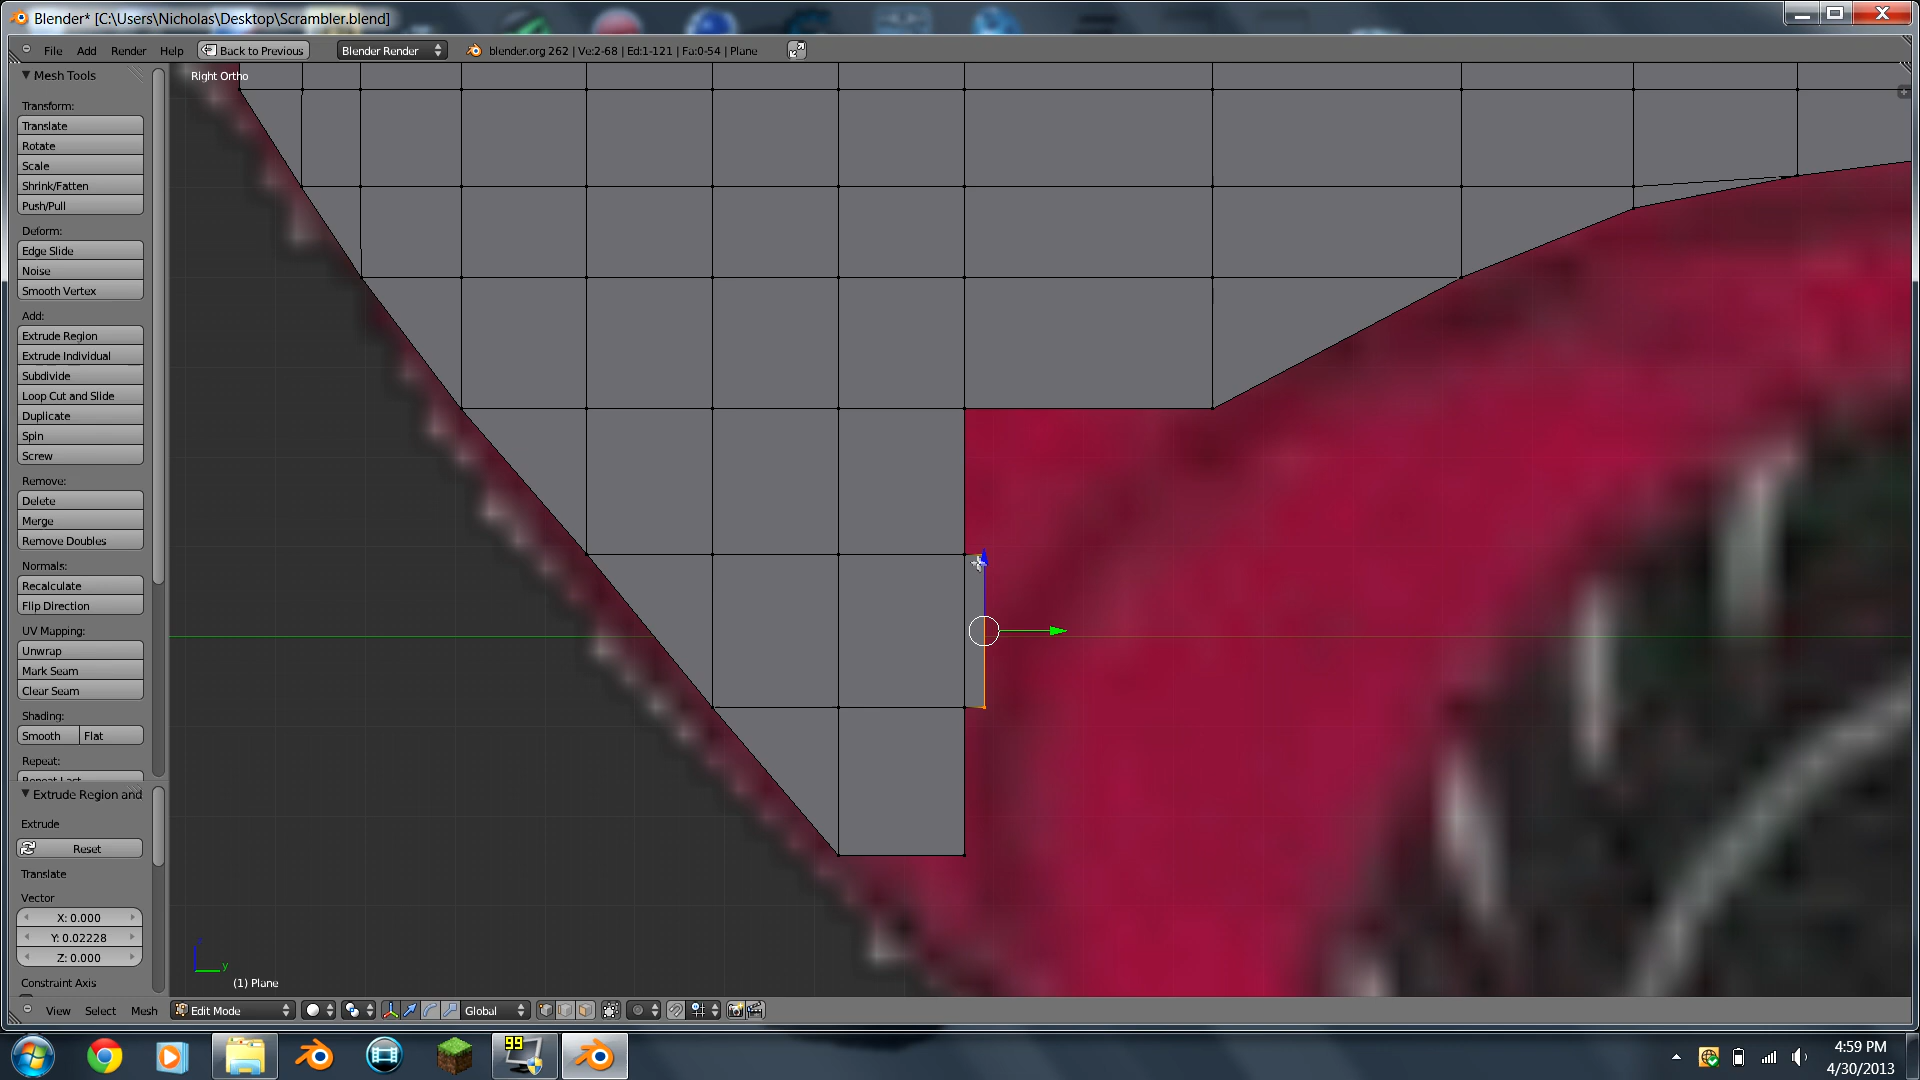 Blender* [C:\Users\Nicholas\Desktop\Scrambler.blend]
File Add Render Help Back to Previous Blender Render blender.org 262 | Ve:2-68 | Ed:1-121 | Fa:0-54 | Plane
Mesh Tools
Right Ortho
Transform:
Translate
Rotate
Scale
Shrink/Fatten
Push/Pull
Deform:
Edge Slide
Noise
Smooth Vertex
Add:
Extrude Region
Extrude Individual
Subdivide
Loop Cut and Slide
Duplicate
Spin
Screw
Remove:
Delete
Merge
Remove Doubles
Normals:
Recalculate
Flip Direction
UV Mapping:
Unwrap
Mark Seam
Clear Seam
Shading:
Smooth Flat
Repeat:
Repeat Last
Extrude Region and
Extrude
Reset
Translate
Vector
X: 0.000
Y: 0.02228
Z: 0.000
Constraint Axis
y
(1) Plane
View Select Mesh Edit Mode Global
99
4:59 PM
4/30/2013